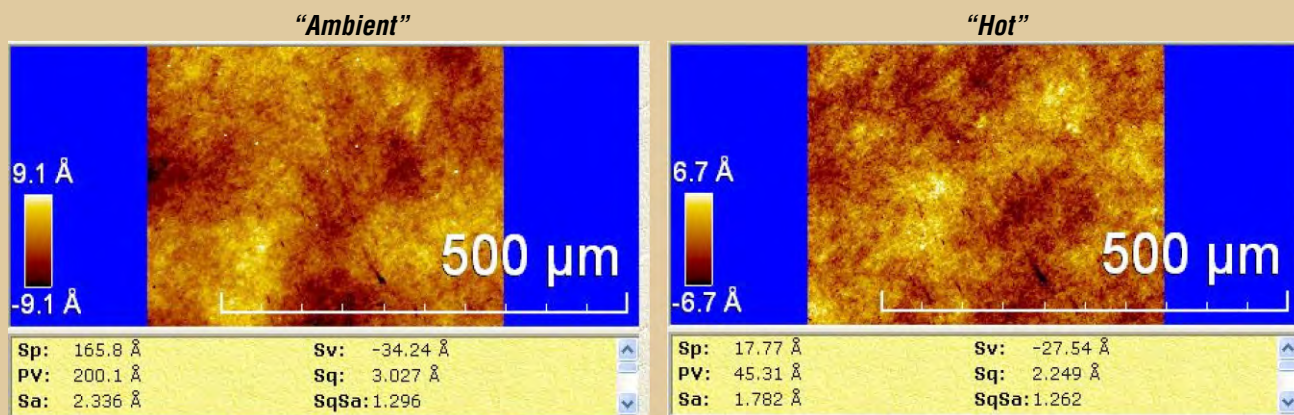 "Ambient"
9.1 Å
-9.1 Å
500 µm
Sp: 165.8 Å Sv: -34.24 Å
PV: 200.1 Å Sq: 3.027 Å
Sa: 2.336 Å SqSa: 1.296
"Hot"
6.7 Å
-6.7 Å
500 µm
Sp: 17.77 Å Sv: -27.54 Å
PV: 45.31 Å Sq: 2.249 Å
Sa: 1.782 Å SqSa: 1.262